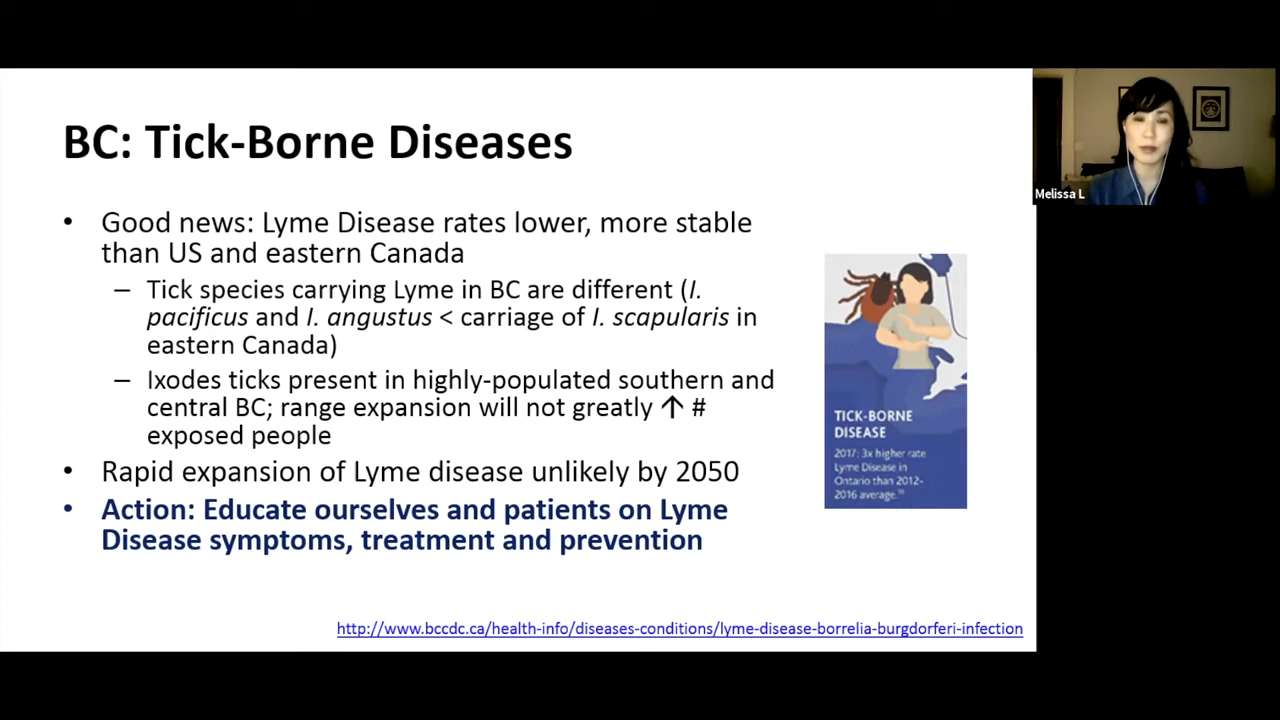 BC: Tick-Borne Diseases
• Good news: Lyme Disease rates lower, more stable
than US and eastern Canada
– Tick species carrying Lyme in BC are different (I.
pacificus and I. angustus < carriage of I. scapularis in
eastern Canada)
– Ixodes ticks present in highly-populated southern and
central BC; range expansion will not greatly ↑ #
exposed people
• Rapid expansion of Lyme disease unlikely by 2050
• Action: Educate ourselves and patients on Lyme
Disease symptoms, treatment and prevention
TICK-BORNE
DISEASE
2017: 3x higher rate
Lyme Disease in
Ontario than 2012-
2016 average.
http://www.bccdc.ca/health-info/diseases-conditions/lyme-disease-borrelia-burgdorferi-infection
Melissa L